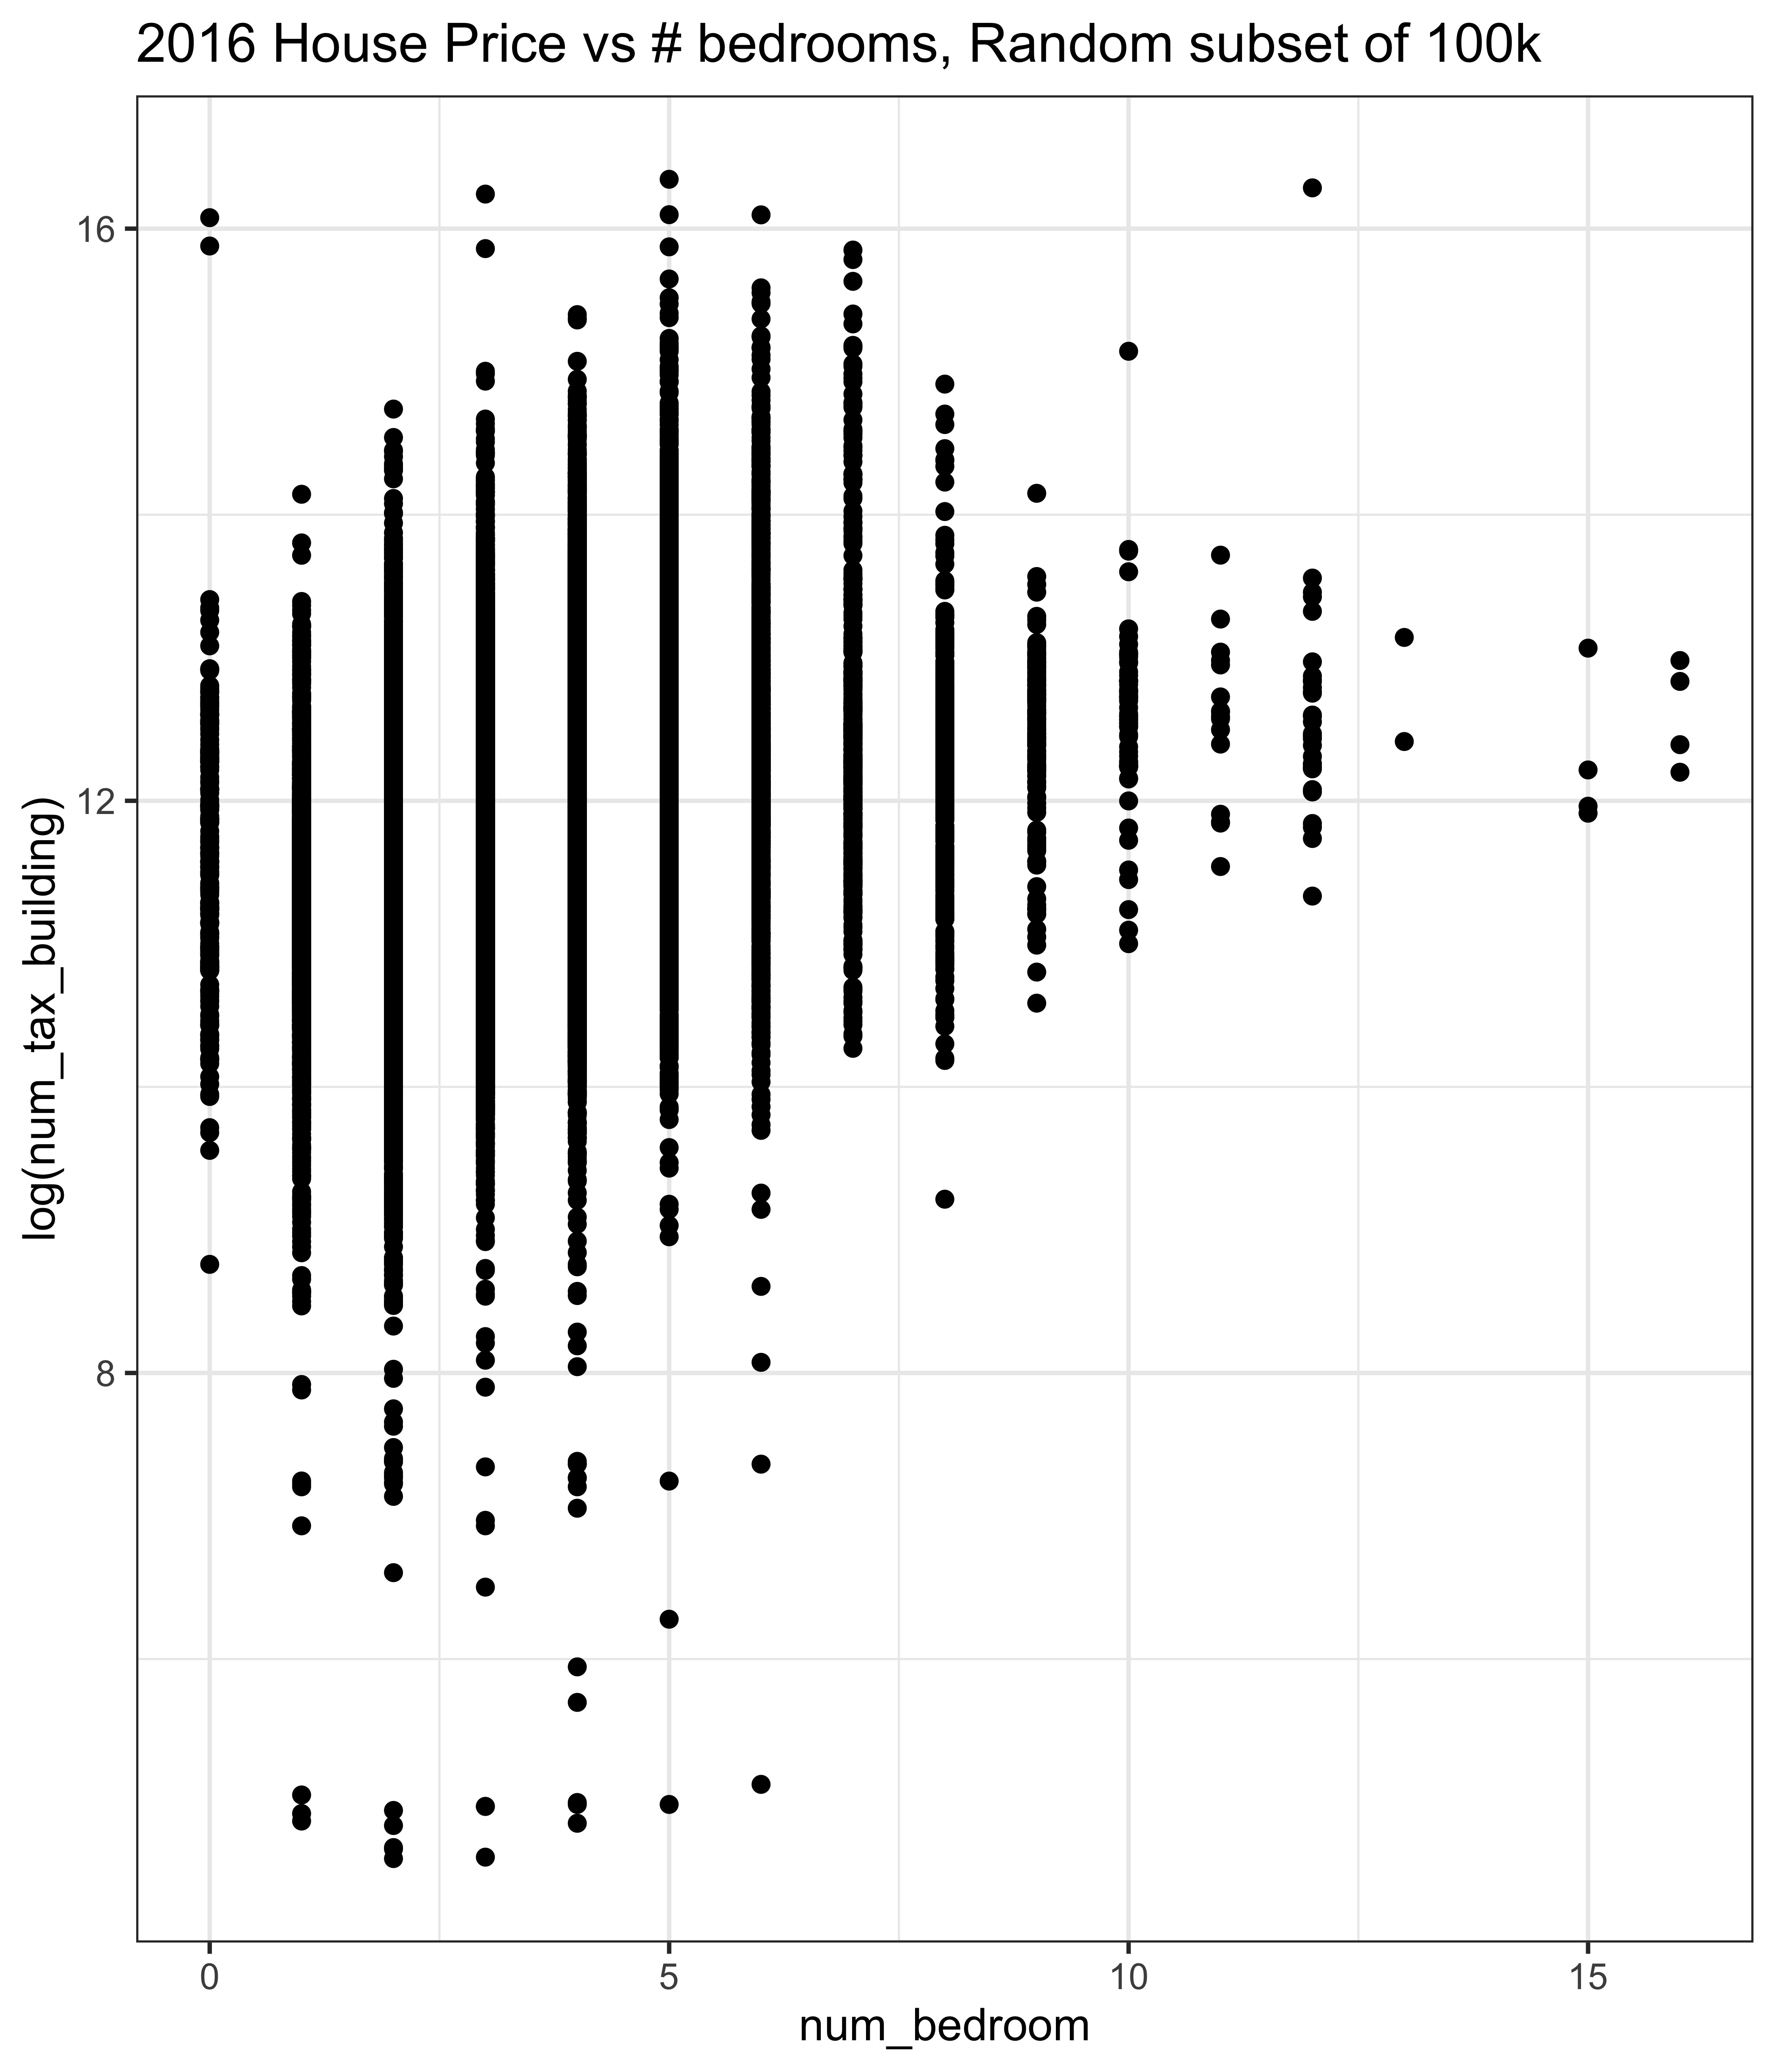 2016 House Price vs # bedrooms, Random subset of 100k
16
12
8
log(num_tax_building)
0 5 10 15
num_bedroom